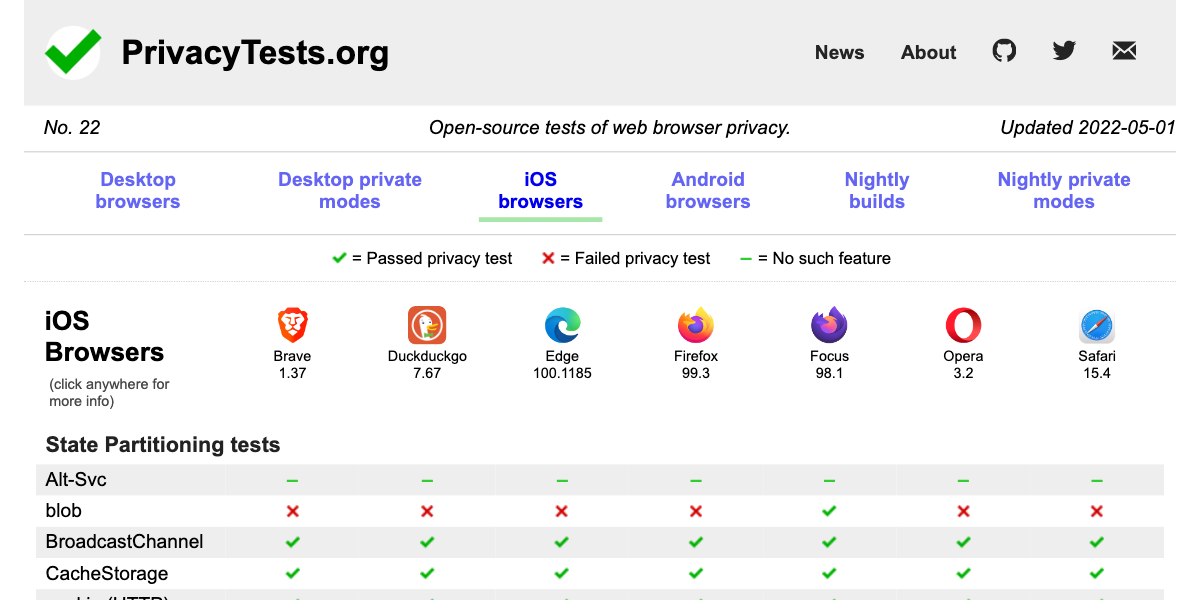 PrivacyTests.org
News About
No. 22 Open-source tests of web browser privacy. Updated 2022-05-01
Desktop browsers Desktop private modes iOS browsers Android browsers Nightly builds Nightly private modes
= Passed privacy test = Failed privacy test = No such feature
iOS Browsers
(click anywhere for more info)
Brave 1.37
Duckduckgo 7.67
Edge 100.1185
Firefox 99.3
Focus 98.1
Opera 3.2
Safari 15.4
State Partitioning tests
Alt-Svc
blob
BroadcastChannel
CacheStorage